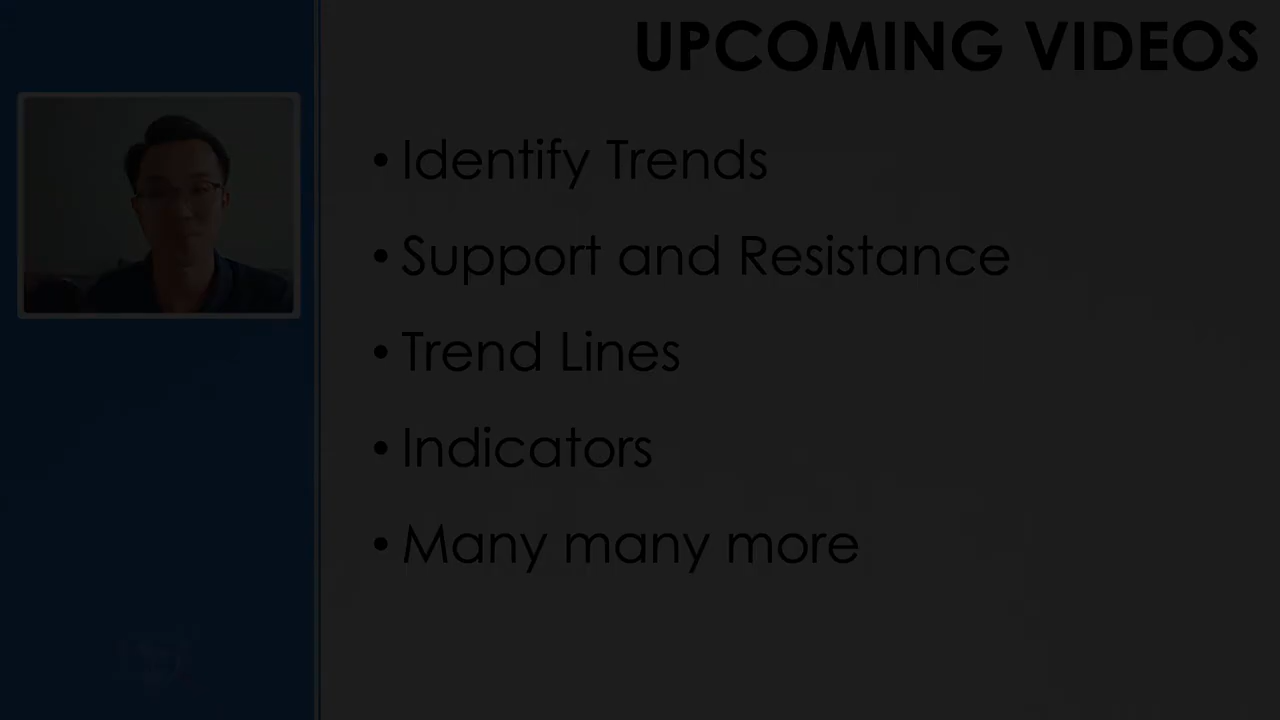 UPCOMING VIDEOS
• Identify Trends
• Support and Resistance
• Trend Lines
• Indicators
• Many many more